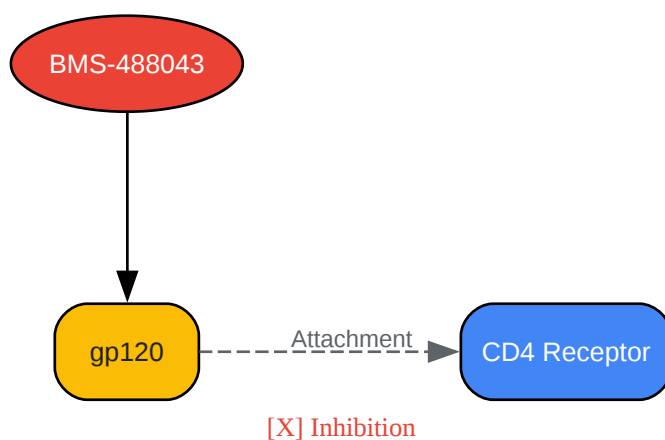 BMS-488043
Attachment
gp120
CD4 Receptor
[X] Inhibition